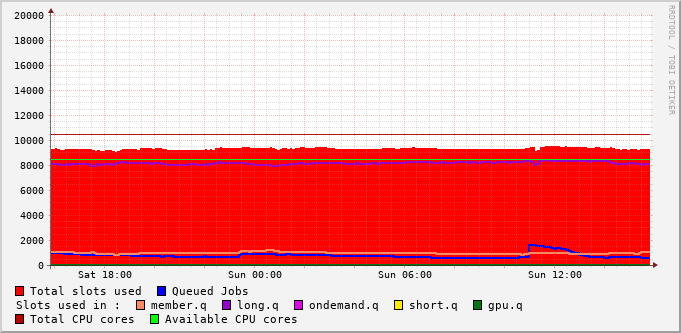 RRDTOOL / TOBI OETIKER
20000
18000
16000
14000
12000
10000
8000
6000
4000
2000
0
Sat 18:00 Sun 00:00 Sun 06:00 Sun 12:00
Total slots used Queued Jobs
Slots used in : member.q long.q ondemand.q short.q gpu.q
Total CPU cores Available CPU cores